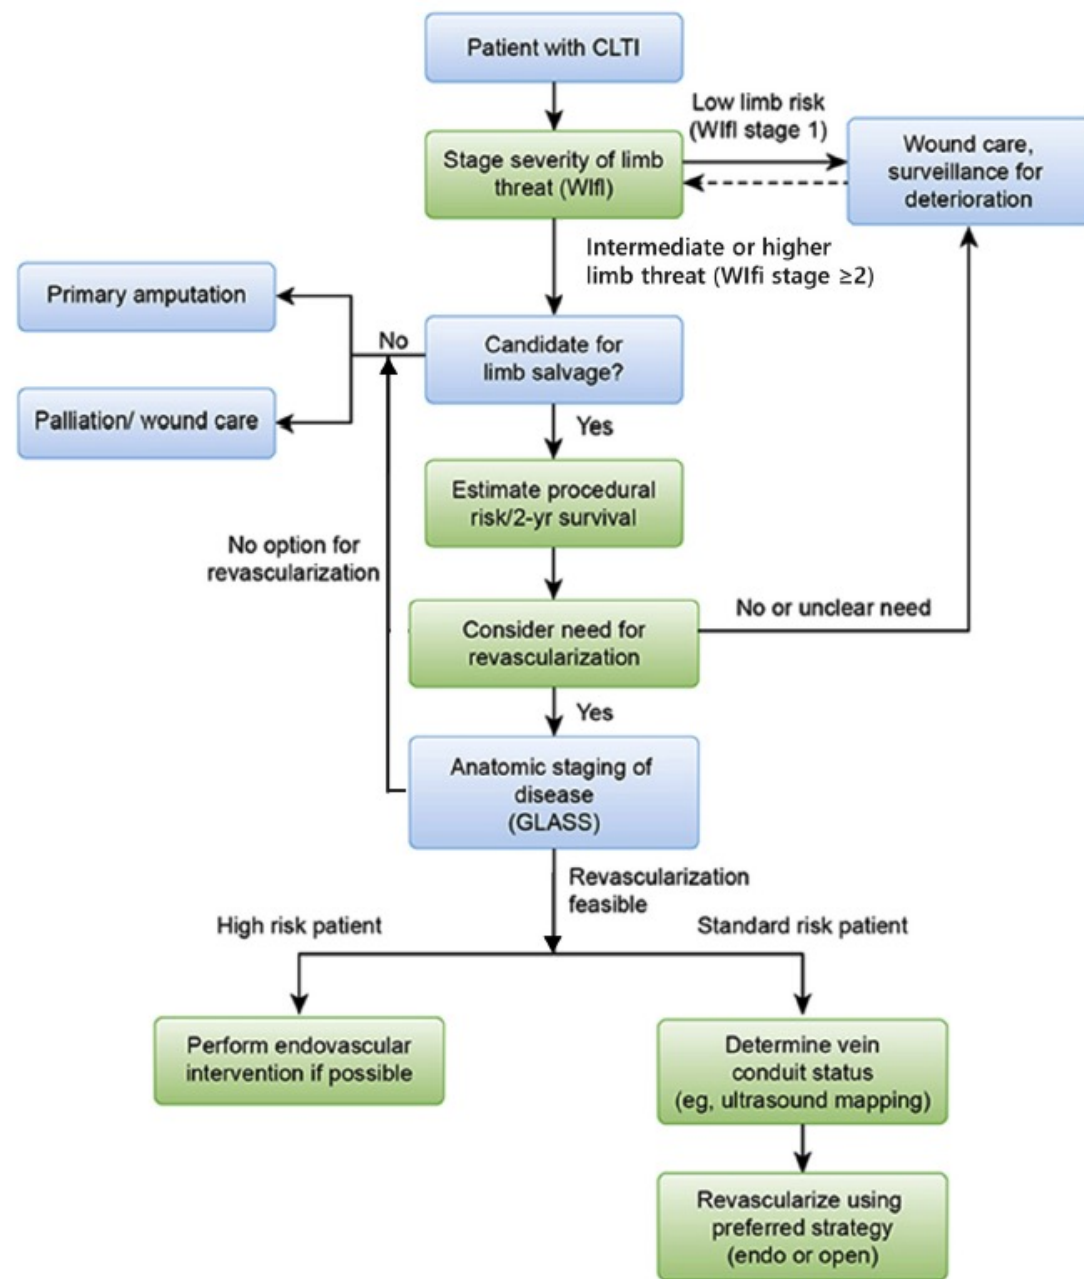 Patient with CLTI
Low limb risk
(WIfI stage 1)
Stage severity of limb
threat (WIfI)
Wound care,
surveillance for
deterioration
Intermediate or higher
limb threat (WIfi stage ≥2)
Primary amputation
No
Candidate for
limb salvage?
Palliation/ wound care
Yes
Estimate procedural
risk/2-yr survival
No option for
revascularization
Consider need for
revascularization
No or unclear need
Yes
Anatomic staging of
disease
(GLASS)
Revascularization
feasible
High risk patient
Standard risk patient
Perform endovascular
intervention if possible
Determine vein
conduit status
(eg, ultrasound mapping)
Revascularize using
preferred strategy
(endo or open)